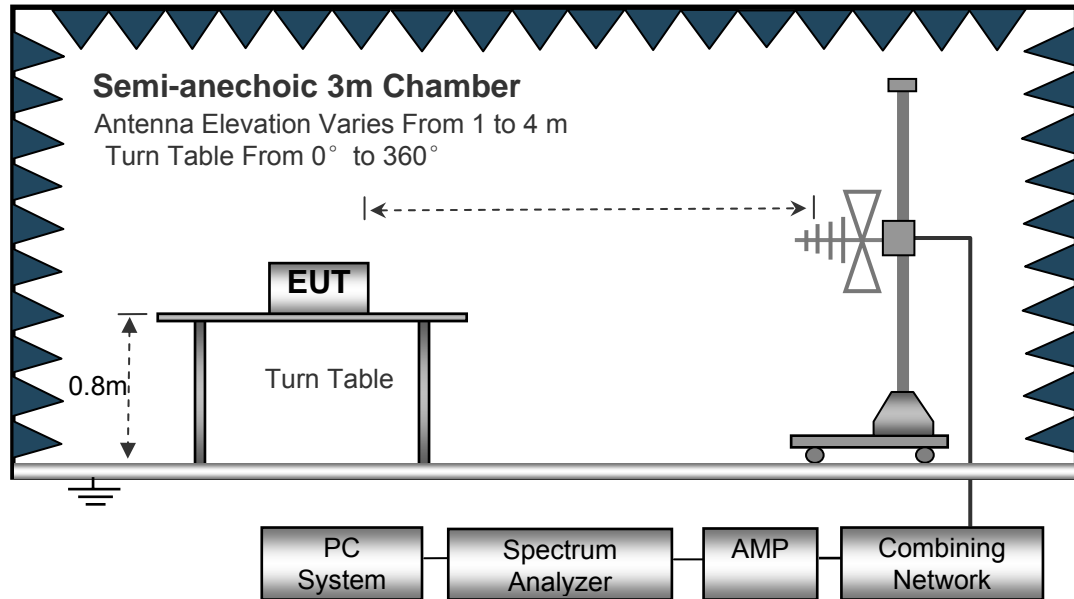 Semi-anechoic 3m Chamber
Antenna Elevation Varies From 1 to 4 m
Turn Table From 0° to 360°
EUT
0.8m
Turn Table
PC
System
Spectrum
Analyzer
AMP
Combining
Network